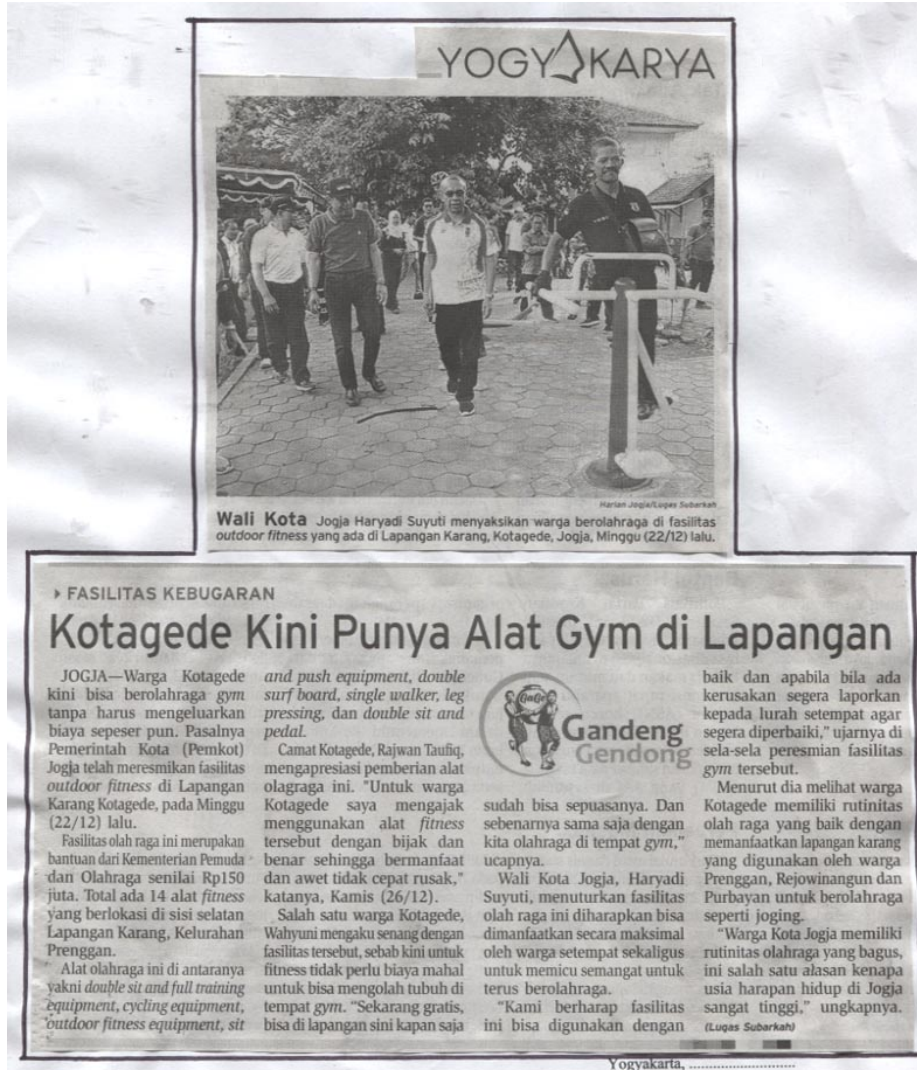 YOGYAKARYA
Harian Jogja/Lugas Subarkah
Wali Kota Jogja Haryadi Suyuti menyaksikan warga berolahraga di fasilitas
outdoor fitness yang ada di Lapangan Karang, Kotagede, Jogja, Minggu (22/12) lalu.
FASILITAS KEBUGARAN
Kotagede Kini Punya Alat Gym di Lapangan
JOGJA—Warga Kotagede
kini bisa berolahraga gym
tanpa harus mengeluarkan
biaya sepeser pun. Pasalnya
Pemerintah Kota (Pemkot)
Jogja telah meresmikan fasilitas
outdoor fitness di Lapangan
Karang Kotagede, pada Minggu
(22/12) lalu.
Fasilitas olah raga ini merupakan
bantuan dari Kementerian Pemuda
dan Olahraga senilai Rp150
juta. Total ada 14 alat fitness
yang berlokasi di sisi selatan
Lapangan Karang, Kelurahan
Prenggan.
Alat olahraga ini di antaranya
yakni double sit and full training
equipment, cycling equipment,
outdoor fitness equipment, sit
and push equipment, double
surf board, single walker, leg
pressing, dan double sit and
pedal.
Camat Kotagede, Rajwan Taufiq,
mengapresiasi pemberian alat
olagraga ini. "Untuk warga
Kotagede saya mengajak
menggunakan alat fitness
tersebut dengan bijak dan
benar sehingga bermanfaat
dan awet tidak cepat rusak,"
katanya, Kamis (26/12).
Salah satu warga Kotagede,
Wahyuni mengaku senang dengan
fasilitas tersebut, sebab kini untuk
fitness tidak perlu biaya mahal
untuk bisa mengolah tubuh di
tempat gym. "Sekarang gratis,
bisa di lapangan sini kapan saja
GaGe
Gandeng
Gendong
sudah bisa sepuasanya. Dan
sebenarnya sama saja dengan
kita olahraga di tempat gym,"
ucapnya.
Wali Kota Jogja, Haryadi
Suyuti, menuturkan fasilitas
olah raga ini diharapkan bisa
dimanfaatkan secara maksimal
oleh warga setempat sekaligus
untuk memicu semangat untuk
terus berolahraga.
"Kami berharap fasilitas
ini bisa digunakan dengan
baik dan apabila bila ada
kerusakan segera laporkan
kepada lurah setempat agar
segera diperbaiki," ujarnya di
sela-sela peresmian fasilitas
gym tersebut.
Menurut dia melihat warga
Kotagede memiliki rutinitas
olah raga yang baik dengan
memanfaatkan lapangan karang
yang digunakan oleh warga
Prenggan, Rejowinangun dan
Purbayan untuk berolahraga
seperti joging.
"Warga Kota Jogja memiliki
rutinitas olahraga yang bagus,
ini salah satu alasan kenapa
usia harapan hidup di Jogja
sangat tinggi," ungkapnya.
(Lugas Subarkah)
Yogyakarta, ..............................